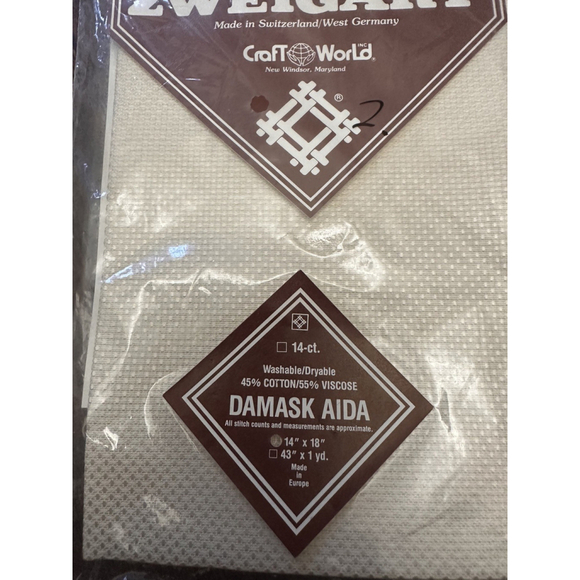 ZWEIGART
Made in Switzerland/West Germany
CRAFT WORLD INC.
New Windsor, Maryland
®
2.
14-ct.
Washable/Dryable
45% COTTON/55% VISCOSE
DAMASK AIDA
All stitch counts and measurements are approximate.
14" x 18"
43" x 1 yd.
Made
in
Europe